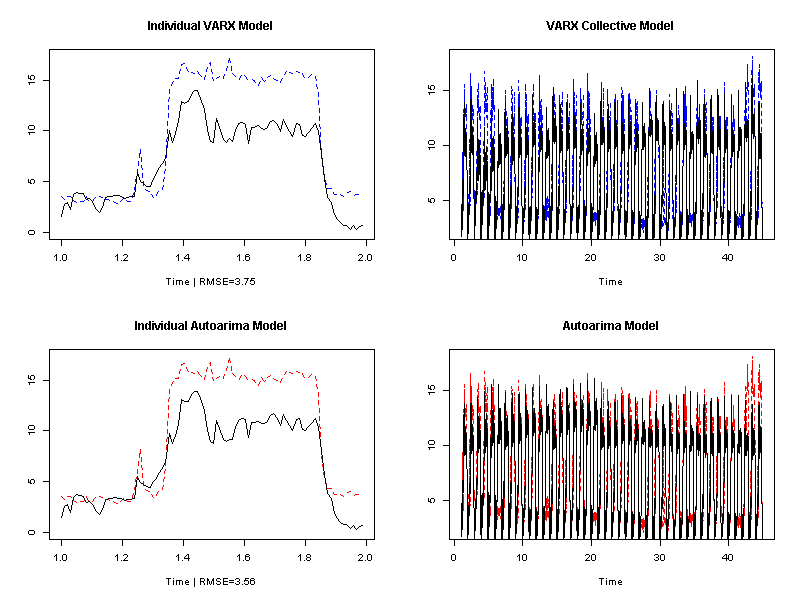 Individual VARX Model
VARX Collective Model
15
10
5
0
1.0 1.2 1.4 1.6 1.8 2.0
Time | RMSE=3.75
15
10
5
0 10 20 30 40
Time
Individual Autoarima Model
Autoarima Model
15
10
5
0
1.0 1.2 1.4 1.6 1.8 2.0
Time | RMSE=3.56
15
10
5
0 10 20 30 40
Time